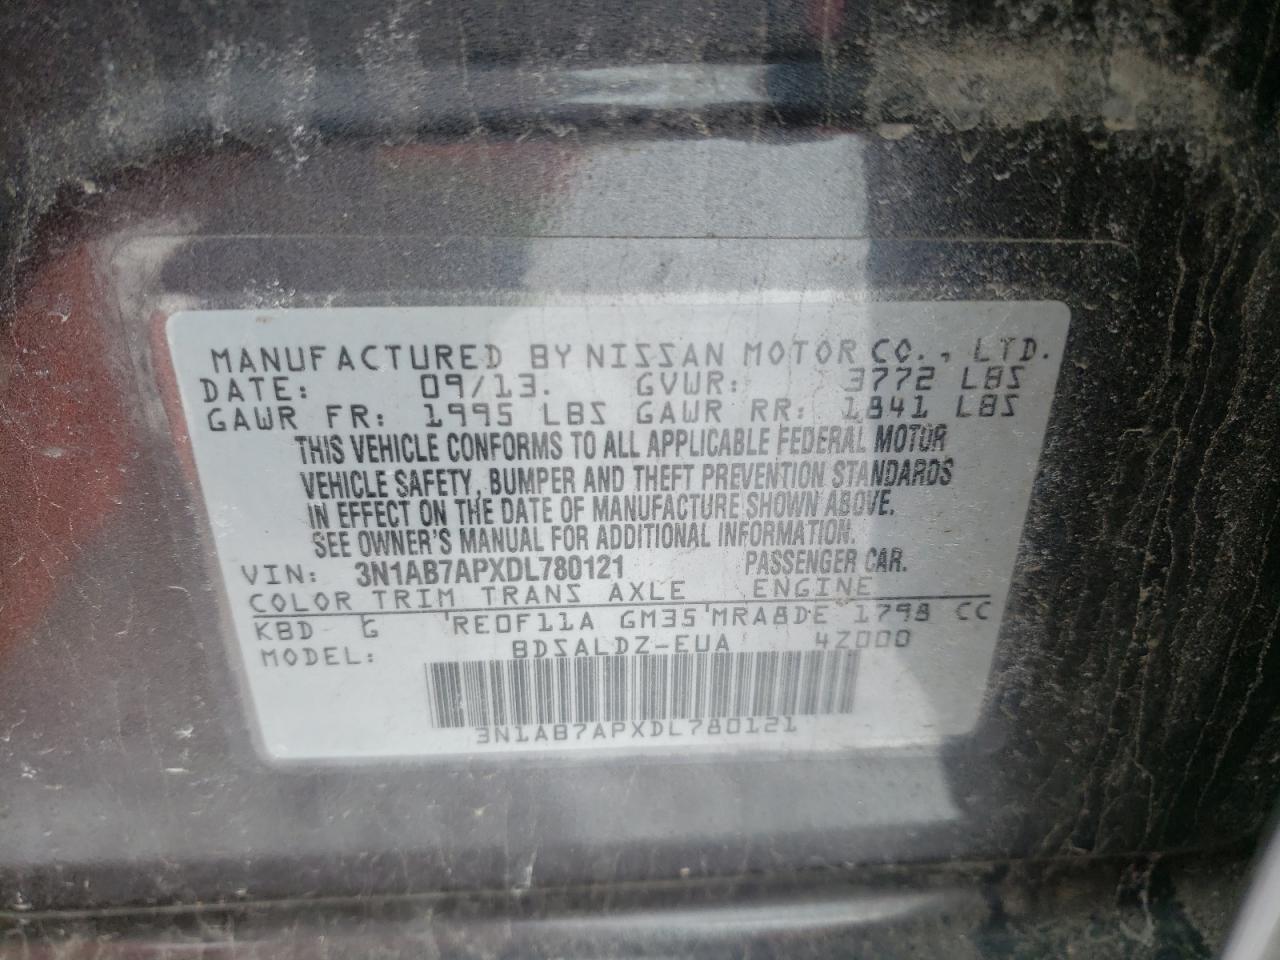 MANUFACTURED BY NISSAN MOTOR CO., LTD.
DATE: 09/13. GVWR: 3772 LBS
GAWR FR: 1995 LBS GAWR RR: 1841 LBS
THIS VEHICLE CONFORMS TO ALL APPLICABLE FEDERAL MOTOR
VEHICLE SAFETY, BUMPER AND THEFT PREVENTION STANDARDS
IN EFFECT ON THE DATE OF MANUFACTURE SHOWN ABOVE.
SEE OWNER'S MANUAL FOR ADDITIONAL INFORMATION.
VIN: 3N1AB7APXDL780121 PASSENGER CAR.
COLOR TRIM TRANS AXLE ENGINE
KBD G RE0F11A GM35 MRA8DE 1798 CC
MODEL: BDSALDZ-EUA 4Z000
3N1AB7APXDL780121